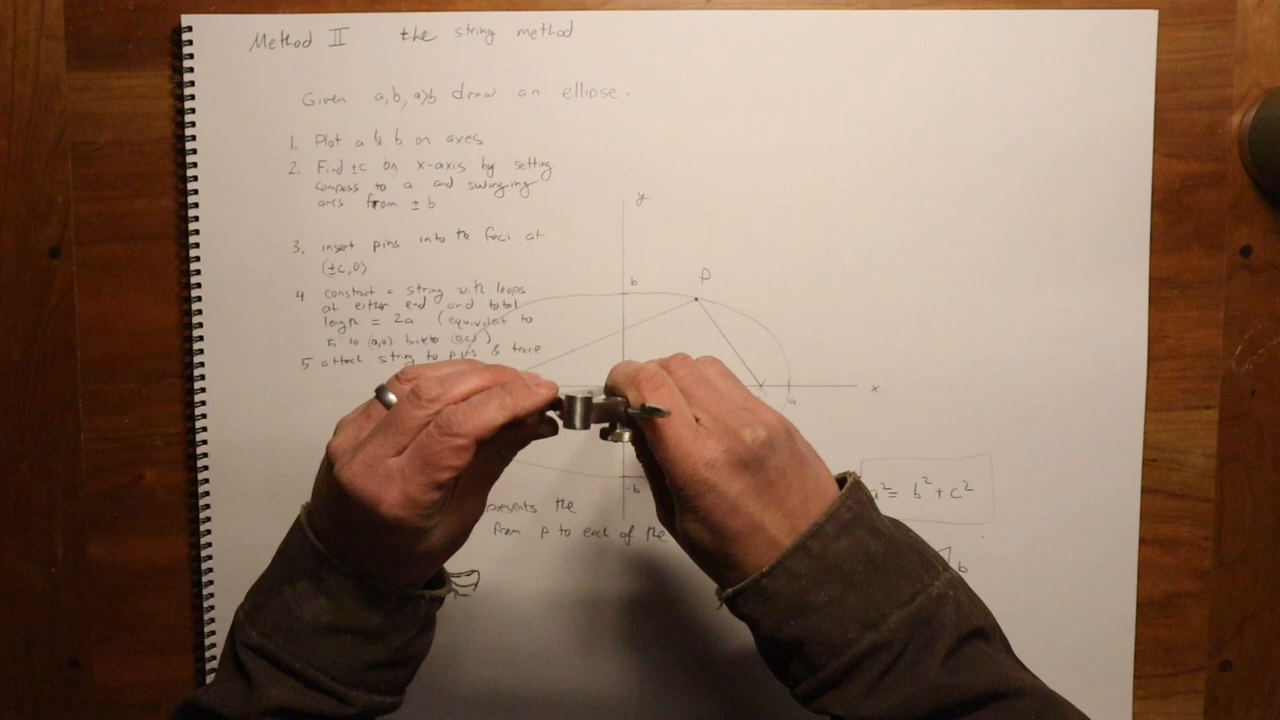 Method II the string method
Given a,b, a>b draw an ellipse.
1. Plot a & b on axes
2. Find ±c on x-axis by setting
compass to a and swinging
arcs from ± b
3. insert pins into the foci at
(±c,0)
4 construct a string with loops
at either end and total
length = 2a (equivalent to
F₁ to (a,0) back to
5 attach string to pins & trace
y
b
P
x
a
-b
a² = b² + c²
b
presents the
from p to each of the